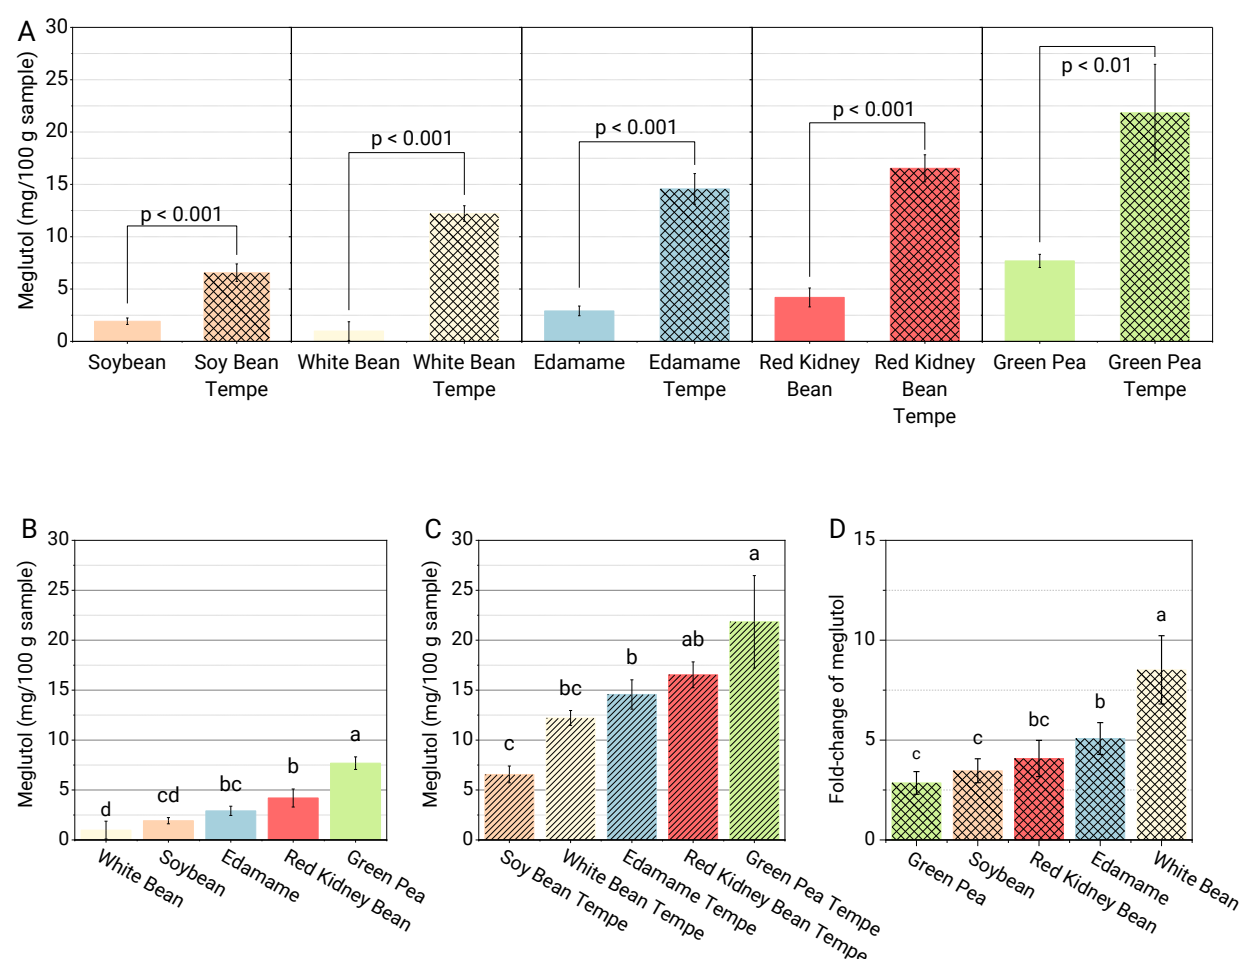 A
30
25
20
15
10
5
0
Meglutol (mg/100 g sample)
p < 0.001
p < 0.001
p < 0.001
p < 0.001
p < 0.01
Soybean
Soy Bean
Tempe
White Bean
White Bean
Tempe
Edamame
Edamame
Tempe
Red Kidney
Bean
Red Kidney
Bean
Tempe
Green Pea
Green Pea
Tempe
B
30
25
20
15
10
5
0
Meglutol (mg/100 g sample)
d
cd
bc
b
a
White Bean
Soybean
Edamame
Red Kidney Bean
Green Pea
C
30
25
20
15
10
5
0
Meglutol (mg/100 g sample)
c
bc
b
ab
a
Soy Bean Tempe
White Bean Tempe
Edamame Tempe
Red Kidney Bean Tempe
Green Pea Tempe
D
15
10
5
0
Fold-change of meglutol
c
c
bc
b
a
Green Pea
Soybean
Red Kidney Bean
Edamame
White Bean